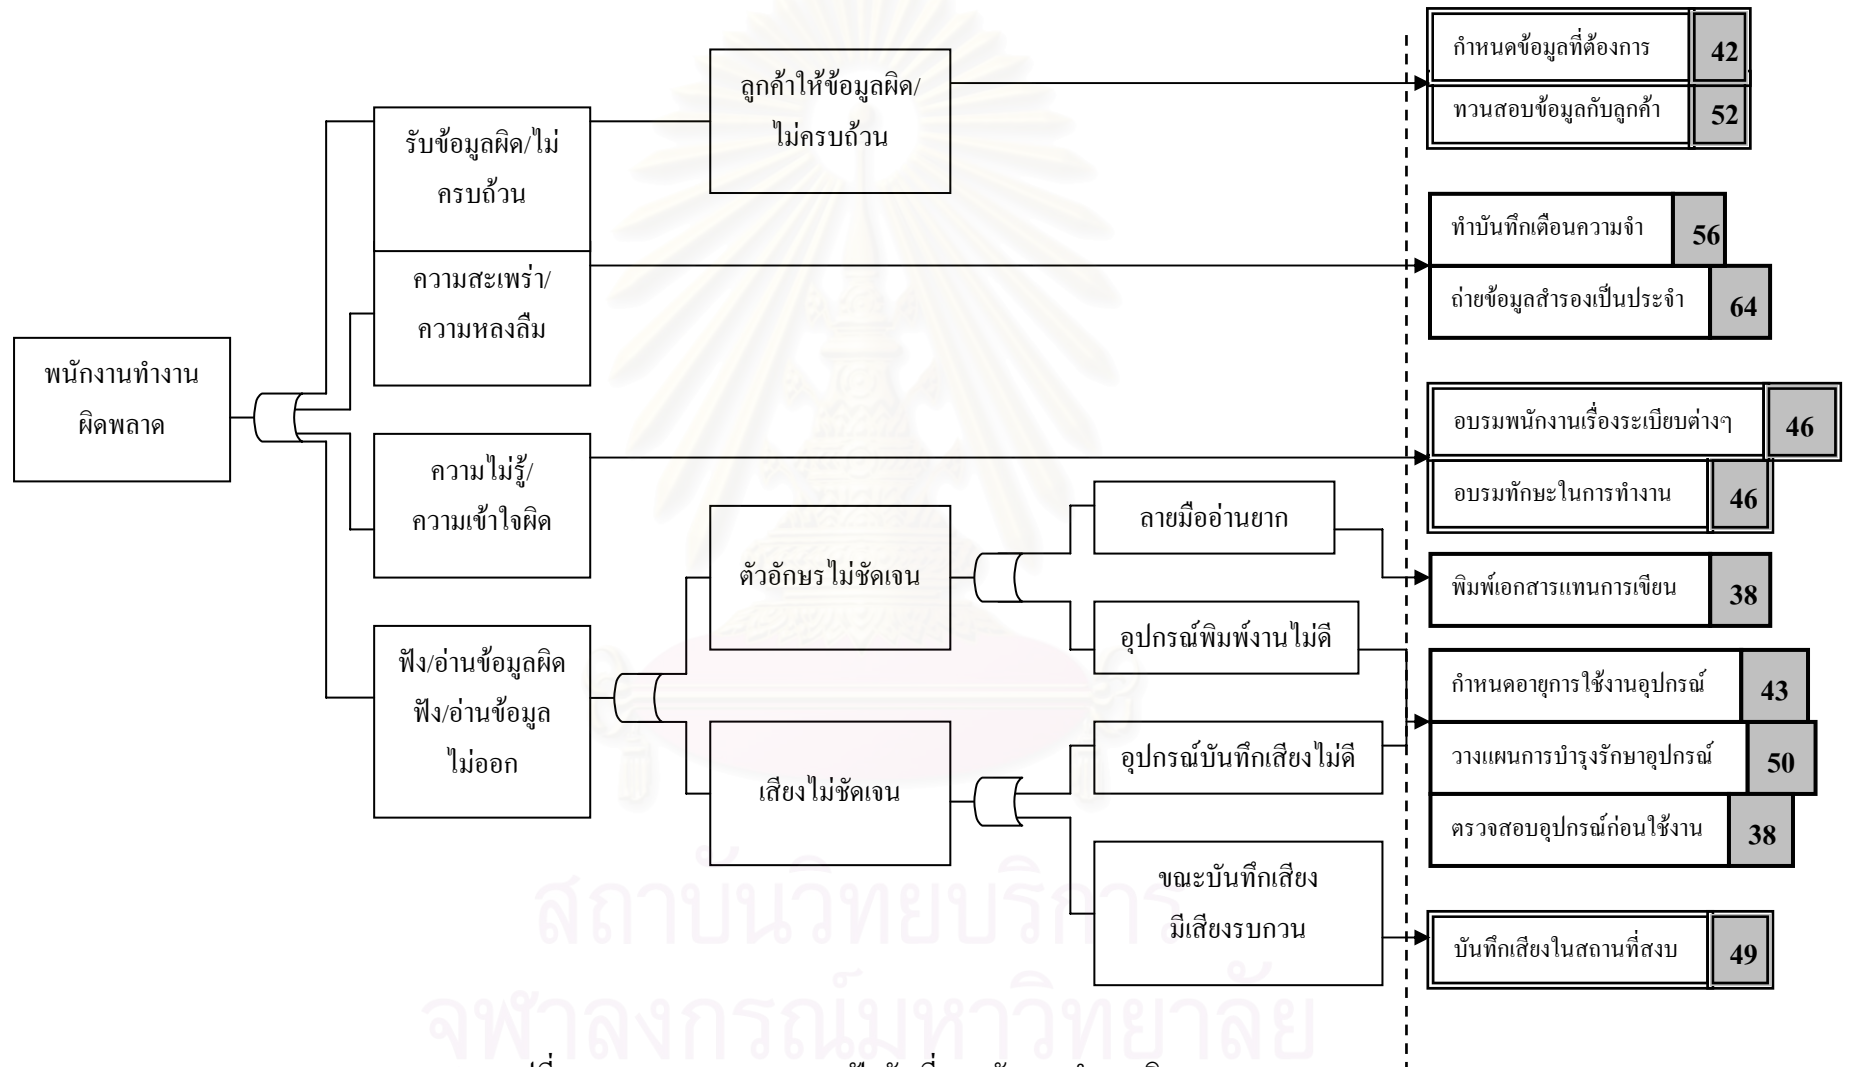 กำหนดข้อมูลที่ต้องการ 42
ทวนสอบข้อมูลกับลูกค้า 52
ลูกค้าให้ข้อมูลผิด/
ไม่ครบถ้วน
รับข้อมูลผิด/ไม่
ครบถ้วน
ทำบันทึกเตือนความจำ 56
ถ่ายข้อมูลสำรองเป็นประจำ 64
ความสะเพร่า/
ความหลงลืม
พนักงานทำงาน
ผิดพลาด
อบรมพนักงานเรื่องระเบียบต่างๆ 46
อบรมทักษะในการทำงาน 46
ความไม่รู้/
ความเข้าใจผิด
ลายมืออ่านยาก
ตัวอักษรไม่ชัดเจน
พิมพ์เอกสารแทนการเขียน 38
อุปกรณ์พิมพ์งานไม่ดี
ฟัง/อ่านข้อมูลผิด
ฟัง/อ่านข้อมูล
ไม่ออก
กำหนดอายุการใช้งานอุปกรณ์ 43
วางแผนการบำรุงรักษาอุปกรณ์ 50
ตรวจสอบอุปกรณ์ก่อนใช้งาน 38
อุปกรณ์บันทึกเสียงไม่ดี
เสียงไม่ชัดเจน
ขณะบันทึกเสียง
มีเสียงรบกวน
บันทึกเสียงในสถานที่สงบ 49
สถาบันวิทยบริการ
จุฬาลงกรณ์มหาวิทยาลัย